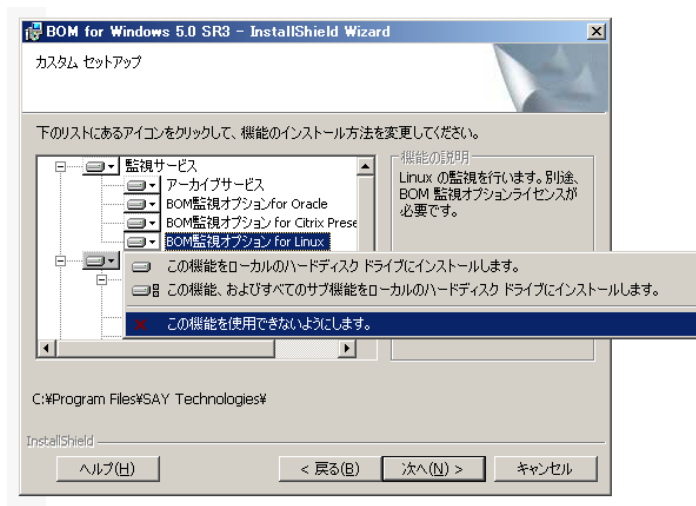 BOM for Windows 5.0 SR3 - InstallShield Wizard
カスタム セットアップ
下のリストにあるアイコンをクリックして、機能のインストール方法を変更してください。
監視サービス
アーカイブサービス
BOM監視オプションfor Oracle
BOM監視オプション for Citrix Prese
BOM監視オプション for Linux
機能の説明
Linux の監視を行います。別途、
BOM 監視オプションライセンスが
必要です。
この機能をローカルのハードディスク ドライブにインストールします。
この機能、およびすべてのサブ機能をローカルのハードディスク ドライブにインストールします。
この機能を使用できないようにします。
C:¥Program Files¥SAY Technologies¥
InstallShield
ヘルプ(H)
< 戻る(B)
次へ(N) >
キャンセル